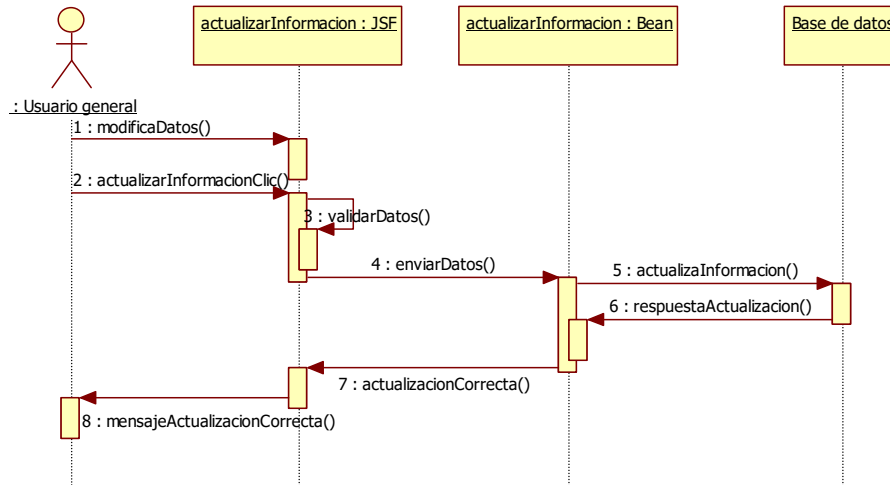 actualizarInformacion : JSF
actualizarInformacion : Bean
Base de datos
: Usuario general
1 : modificaDatos()
2 : actualizarInformacionClic()
3 : validarDatos()
4 : enviarDatos()
5 : actualizaInformacion()
6 : respuestaActualizacion()
7 : actualizacionCorrecta()
8 : mensajeActualizacionCorrecta()